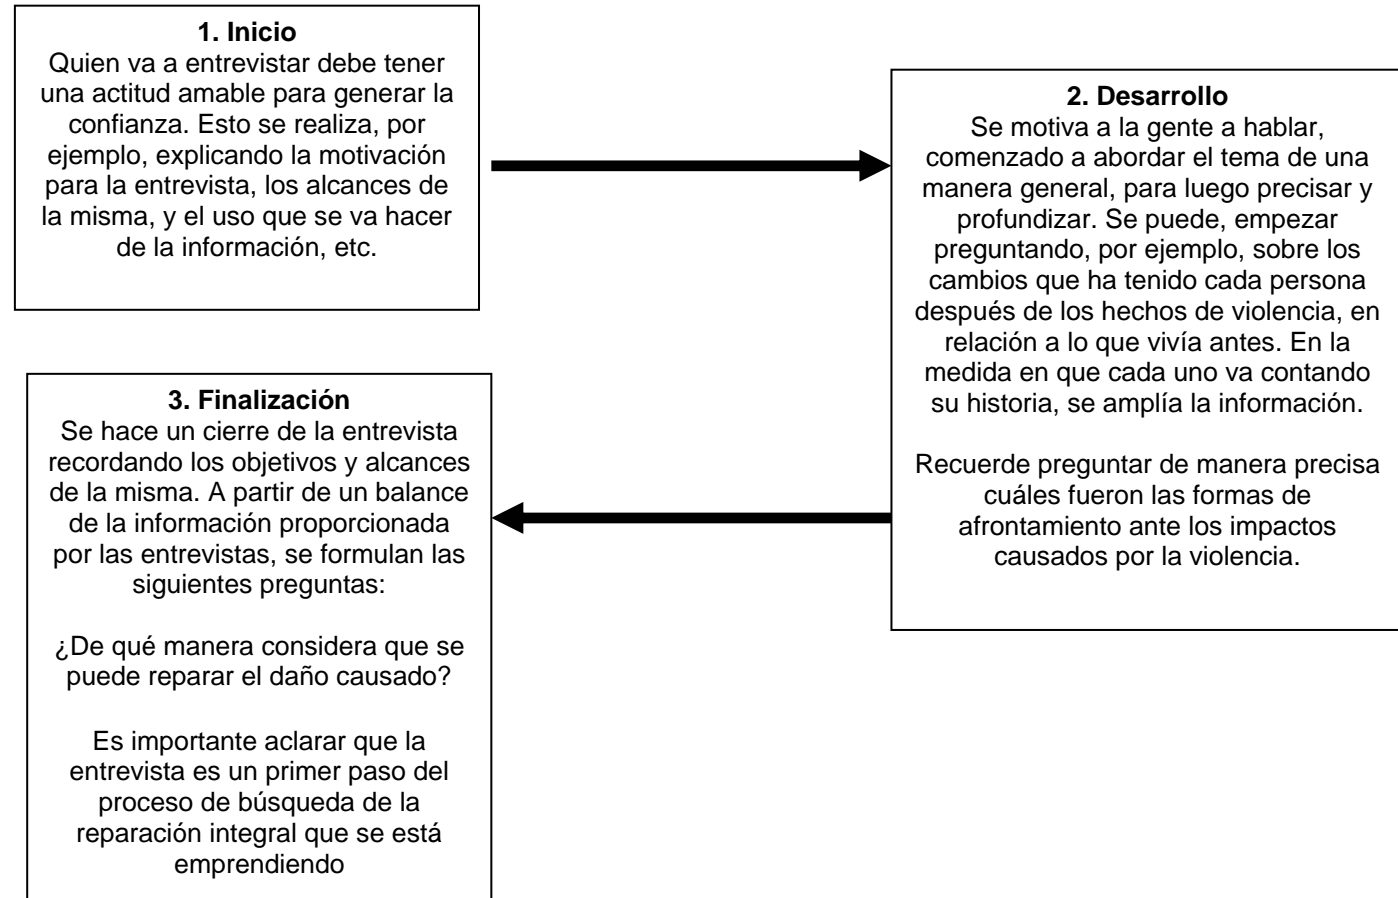 1. Inicio
Quien va a entrevistar debe tener
una actitud amable para generar la
confianza. Esto se realiza, por
ejemplo, explicando la motivación
para la entrevista, los alcances de
la misma, y el uso que se va hacer
de la información, etc.
2. Desarrollo
Se motiva a la gente a hablar,
comenzado a abordar el tema de una
manera general, para luego precisar y
profundizar. Se puede, empezar
preguntando, por ejemplo, sobre los
cambios que ha tenido cada persona
después de los hechos de violencia, en
relación a lo que vivía antes. En la
medida en que cada uno va contando
su historia, se amplía la información.
Recuerde preguntar de manera precisa
cuáles fueron las formas de
afrontamiento ante los impactos
causados por la violencia.
3. Finalización
Se hace un cierre de la entrevista
recordando los objetivos y alcances
de la misma. A partir de un balance
de la información proporcionada
por las entrevistas, se formulan las
siguientes preguntas:
¿De qué manera considera que se
puede reparar el daño causado?
Es importante aclarar que la
entrevista es un primer paso del
proceso de búsqueda de la
reparación integral que se está
emprendiendo